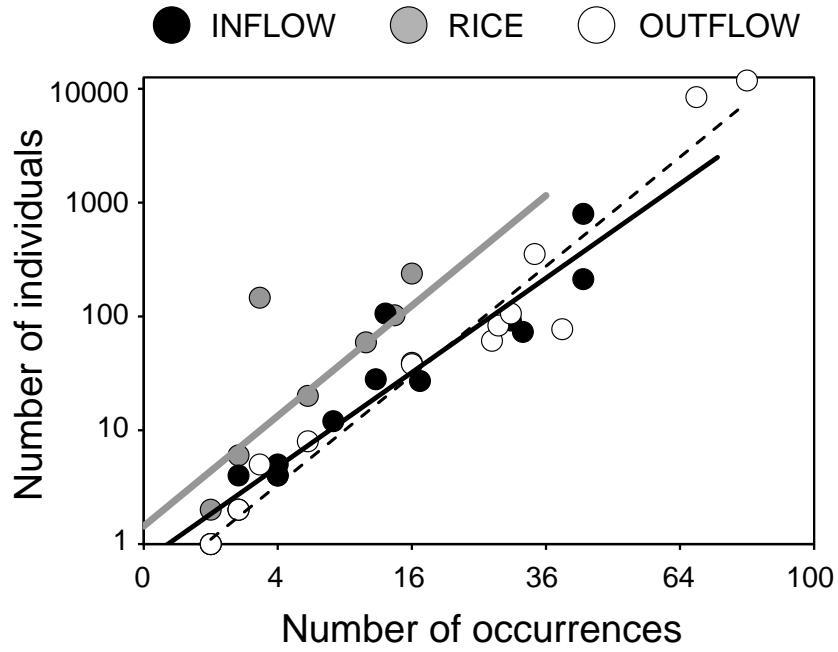 INFLOW RICE OUTFLOW
Number of individuals
10000
1000
100
10
1
0 4 16 36 64 100
Number of occurrences